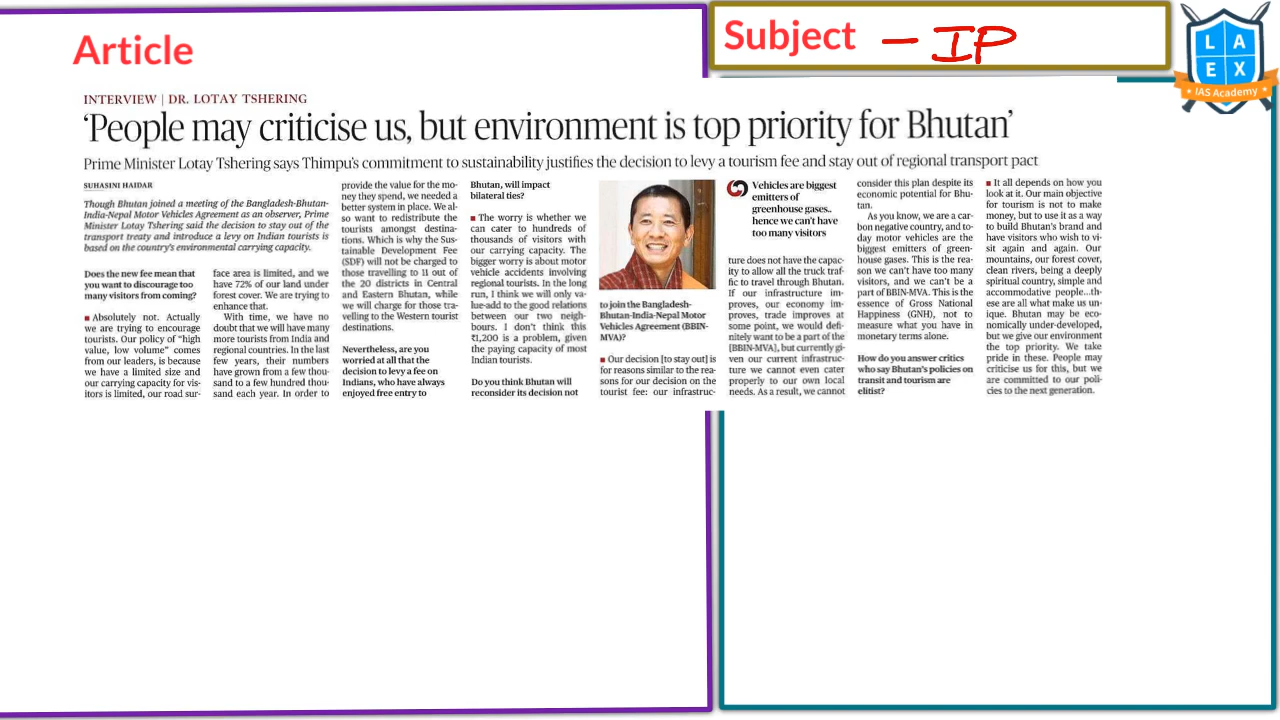 Article
Subject - IP
L A
E X
IAS Academy
INTERVIEW | DR. LOTAY TSHERING
‘People may criticise us, but environment is top priority for Bhutan’
Prime Minister Lotay Tshering says Thimpu's commitment to sustainability justifies the decision to levy a tourism fee and stay out of regional transport pact
SUHASINI HAIDAR
Though Bhutan joined a meeting of the Bangladesh-Bhutan-
India-Nepal Motor Vehicles Agreement as an observer, Prime
Minister Lotay Tshering said the decision to stay out of the
transport treaty and introduce a levy on Indian tourists is
based on the country's environmental carrying capacity.
Does the new fee mean that
you want to discourage too
many visitors from coming?
■ Absolutely not. Actually
we are trying to encourage
tourists. Our policy of “high
value, low volume” comes
from our leaders, is because
we have a limited size and
our carrying capacity for vis-
itors is limited, our road sur-
face area is limited, and we
have 72% of our land under
forest cover. We are trying to
enhance that.
With time, we have no
doubt that we will have many
more tourists from India and
regional countries. In the last
few years, their numbers
have grown from a few thou-
sand to a few hundred thou-
sand each year. In order to
provide the value for the mo-
ney they spend, we needed a
better system in place. We al-
so want to redistribute the
tourists amongst destina-
tions. Which is why the Sus-
tainable Development Fee
(SDF) will not be charged to
those travelling to 11 out of
the 20 districts in Central
and Eastern Bhutan, while
we will charge for those tra-
velling to the Western tourist
destinations.
Nevertheless, are you
worried at all that the
decision to levy a fee on
Indians, who have always
enjoyed free entry to
Bhutan, will impact
bilateral ties?
■ The worry is whether we
can cater to hundreds of
thousands of visitors with
our carrying capacity. The
bigger worry is about motor
vehicle accidents involving
regional tourists. In the long
run, I think we will only va-
lue-add to the good relations
between our two neigh-
bours. I don't think this
₹1,200 is a problem, given
the paying capacity of most
Indian tourists.
Do you think Bhutan will
reconsider its decision not
to join the Bangladesh-
Bhutan-India-Nepal Motor
Vehicles Agreement (BBIN-
MVA)?
■ Our decision [to stay out] is
for reasons similar to the rea-
sons for our decision on the
tourist fee: our infrastruc-
Vehicles are biggest
emitters of
greenhouse gases..
hence we can't have
too many visitors
ture does not have the capac-
ity to allow all the truck traf-
fic to travel through Bhutan.
If our infrastructure im-
proves, our economy im-
proves, trade improves at
some point, we would defi-
nitely want to be a part of the
[BBIN-MVA], but currently gi-
ven our current infrastruc-
ture we cannot even cater
properly to our own local
needs. As a result, we cannot
consider this plan despite its
economic potential for Bhu-
tan.
As you know, we are a car-
bon negative country, and to-
day motor vehicles are the
biggest emitters of green-
house gases. This is the rea-
son we can't have too many
visitors, and we can't be a
part of BBIN-MVA. This is the
essence of Gross National
Happiness (GNH), not to
measure what you have in
monetary terms alone.
How do you answer critics
who say Bhutan's policies on
transit and tourism are
elitist?
■ It all depends on how you
look at it. Our main objective
for tourism is not to make
money, but to use it as a way
to build Bhutan's brand and
have visitors who wish to vi-
sit again and again. Our
mountains, our forest cover,
clean rivers, being a deeply
spiritual country, simple and
accommodative people...th-
ese are all what make us un-
ique. Bhutan may be eco-
nomically under-developed,
but we give our environment
the top priority. We take
pride in these. People may
criticise us for this, but we
are committed to our poli-
cies to the next generation.